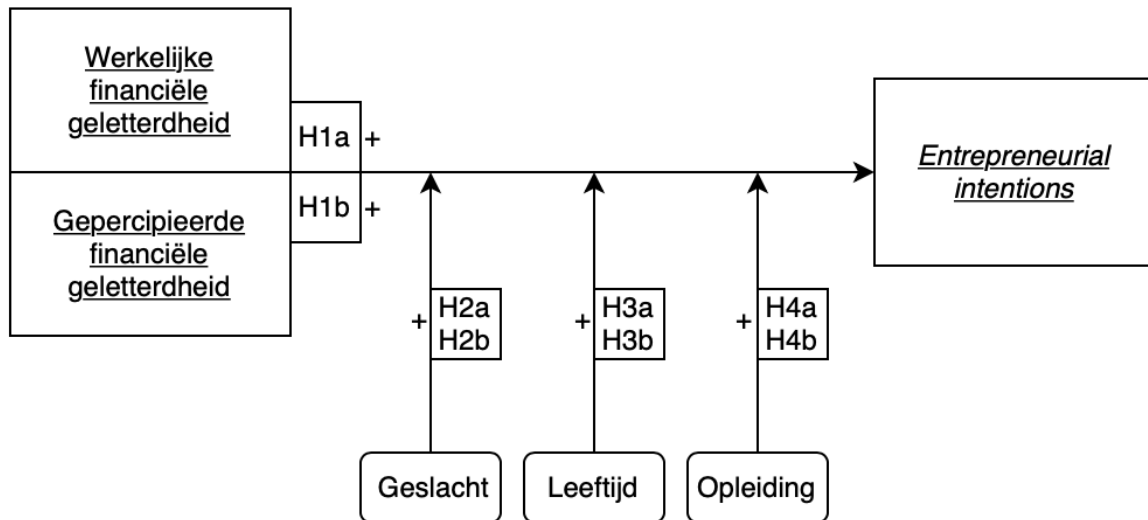 Werkelijke
financiële
geletterdheid
H1a +
H1b +
Gepercipieerde
financiële
geletterdheid
Entrepreneurial
intentions
+ H2a
H2b
+ H3a
H3b
+ H4a
H4b
Geslacht
Leeftijd
Opleiding